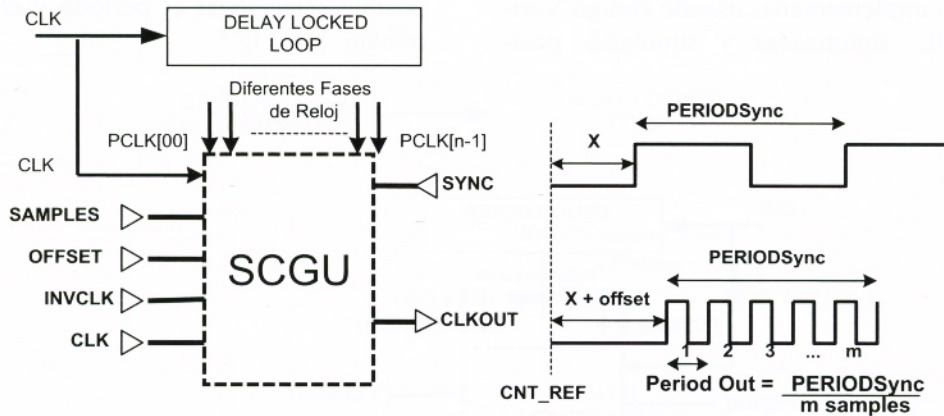 CLK
DELAY LOCKED
LOOP
Diferentes Fases
de Reloj
PCLK[00]
PCLK[n-1]
CLK
SYNC
SAMPLES
OFFSET
INVCLK
CLK
SCGU
CLKOUT
PERIODSync
X
PERIODSync
X + offset
1 2 3 ... m
CNT_REF
Period Out = PERIODSync
m samples